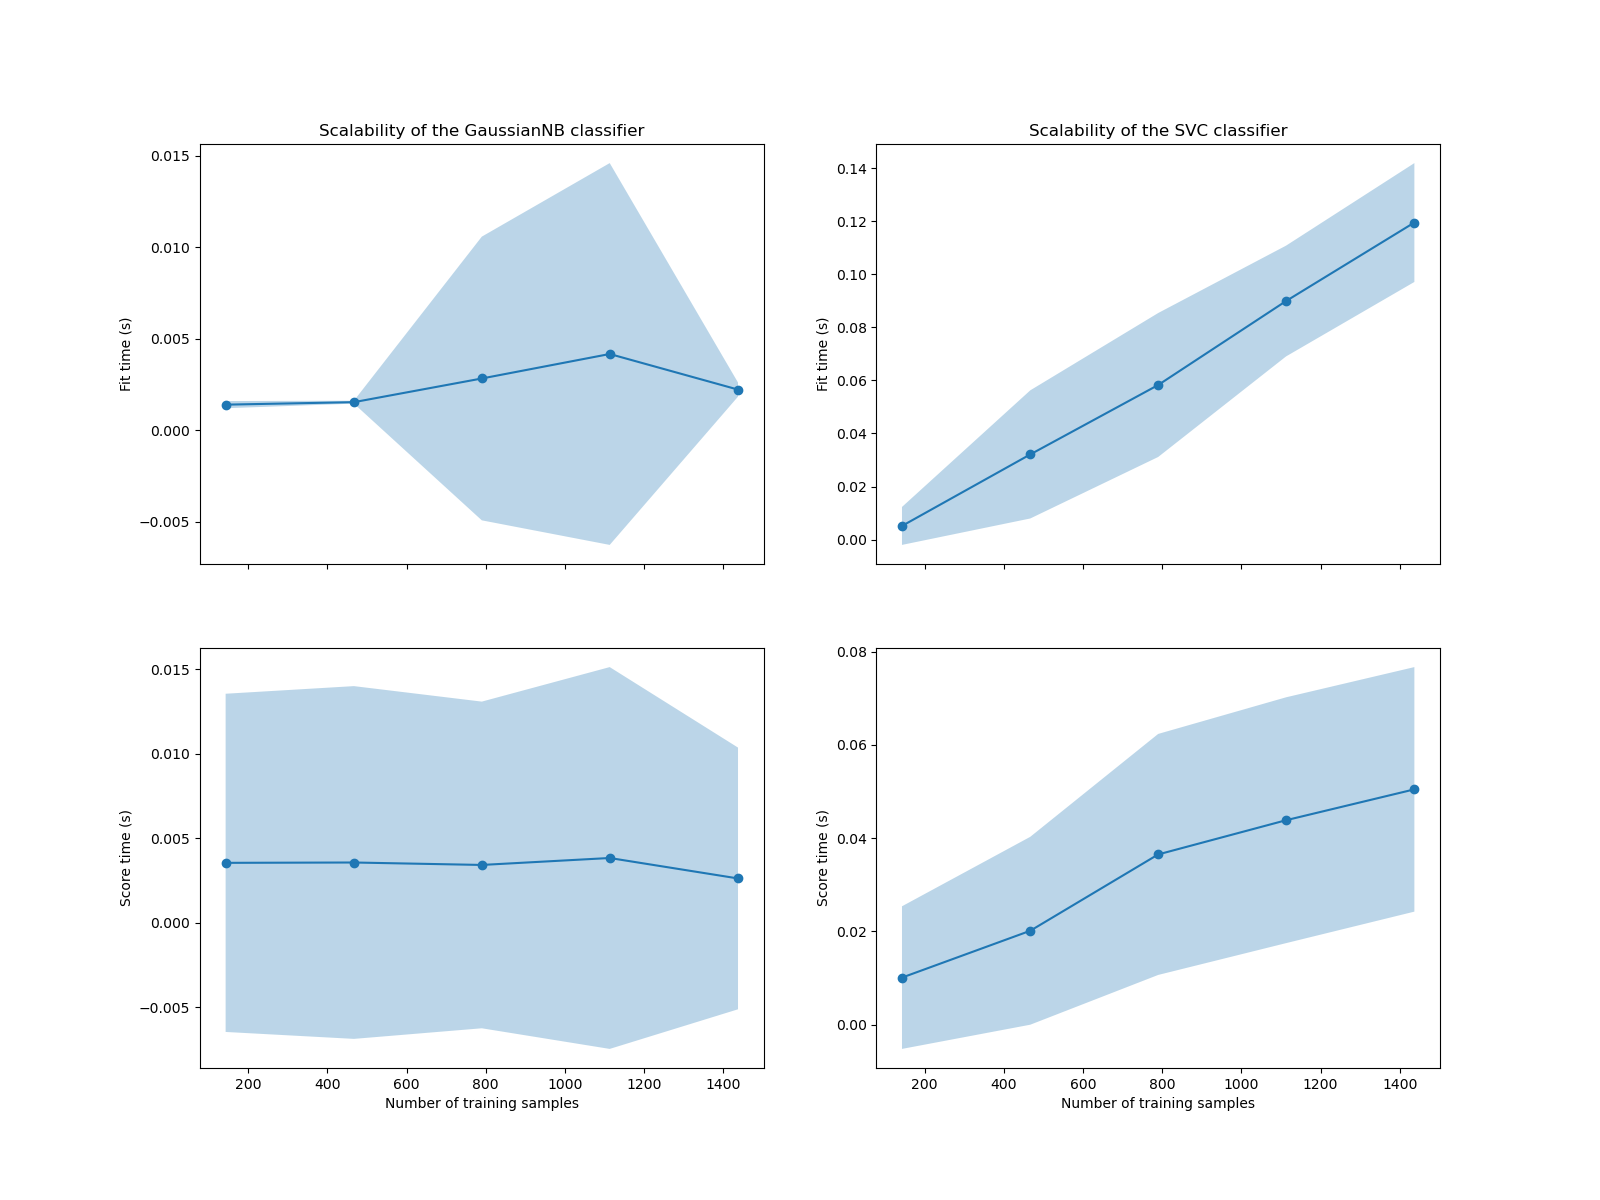 Scalability of the GaussianNB classifier
0.015
0.010
0.005
0.000
−0.005
Fit time (s)
Scalability of the SVC classifier
0.14
0.12
0.10
0.08
0.06
0.04
0.02
0.00
Fit time (s)
0.015
0.010
0.005
0.000
−0.005
Score time (s)
200 400 600 800 1000 1200 1400
Number of training samples
0.08
0.06
0.04
0.02
0.00
Score time (s)
200 400 600 800 1000 1200 1400
Number of training samples